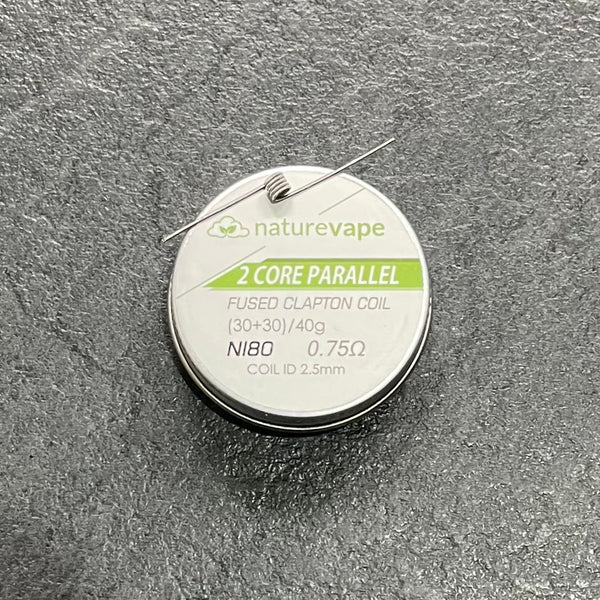 naturevape
2 CORE PARALLEL
FUSED CLAPTON COIL
(30+30)/40g
NI80 0.75Ω
COIL ID 2.5mm